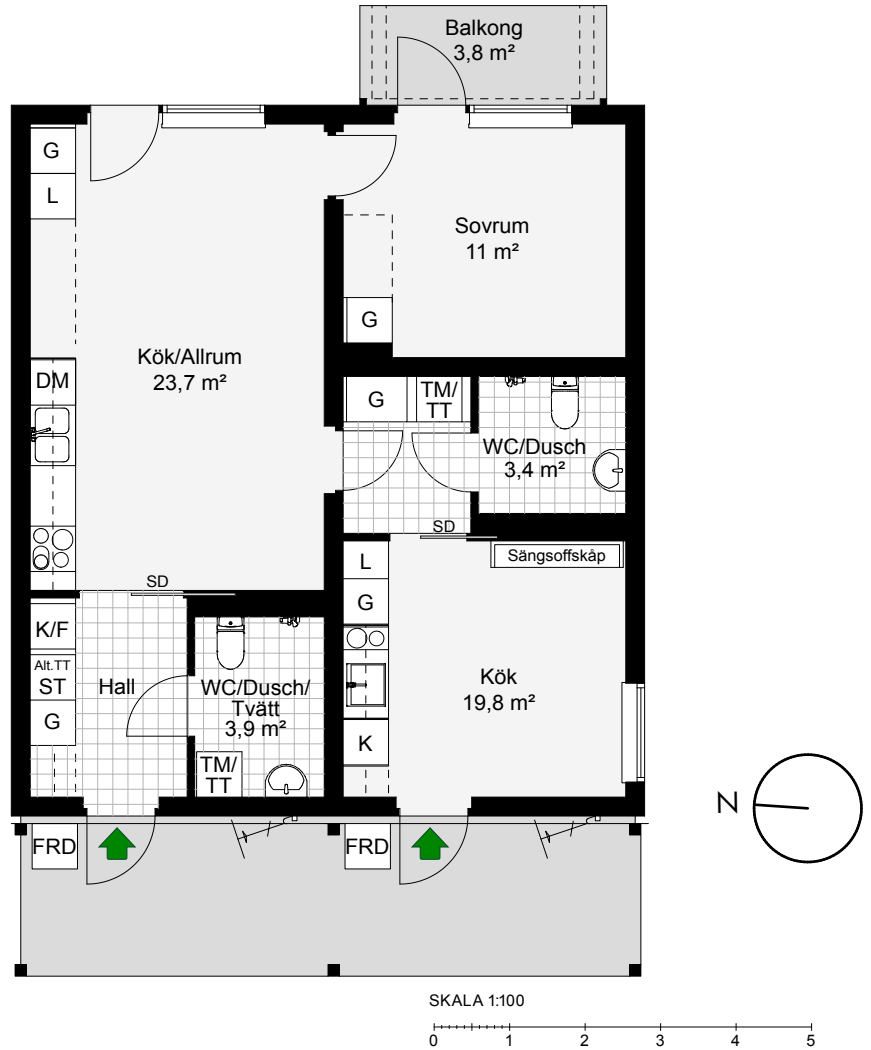 Balkong
3,8 m²
G
L
Sovrum
11 m²
G
Kök/Allrum
23,7 m²
DM
G
TM/
TT
WC/Dusch
3,4 m²
SD
Sängsoffskåp
L
G
SD
K/F
Alt.TT
ST
G
Hall
WC/Dusch/
Tvätt
3,9 m²
TM/
TT
Kök
19,8 m²
K
N
FRD
FRD
SKALA 1:100
0 1 2 3 4 5